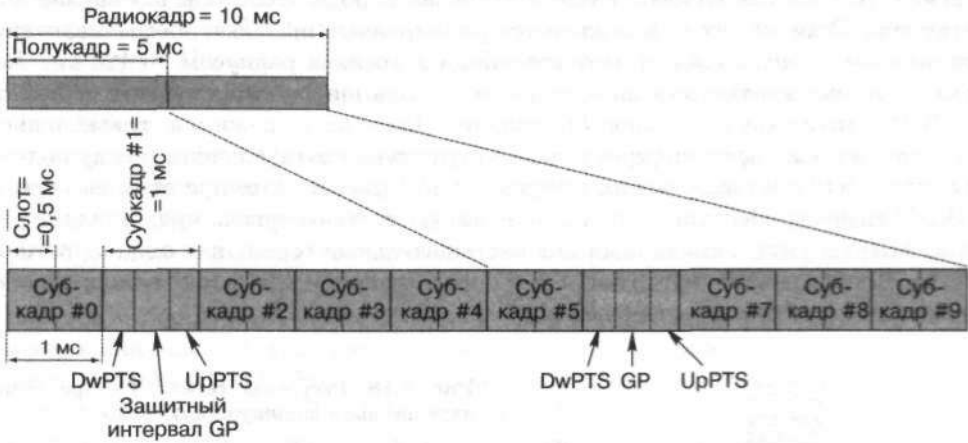 Радиокадр = 10 мс
Полукадр = 5 мс
Слот=
=0,5 мс
Субкадр #1=
=1 мс
Суб-
кадр #0
Суб-
кадр #2
Суб-
кадр #3
Суб-
кадр #4
Суб-
кадр #5
Суб-
кадр #7
Суб-
кадр #8
Суб-
кадр #9
1 мс
DwPTS
UpPTS
Защитный
интервал GP
DwPTS
GP
UpPTS